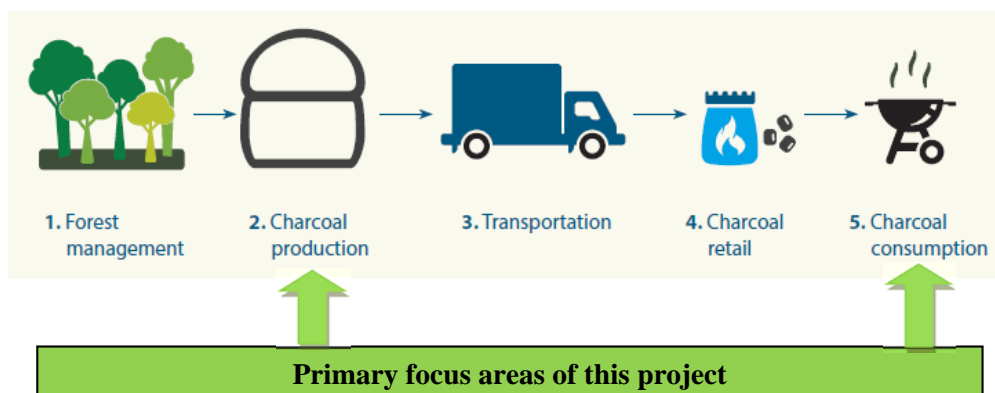 1. Forest
management
2. Charcoal
production
3. Transportation
4. Charcoal
retail
5. Charcoal
consumption
Primary focus areas of this project